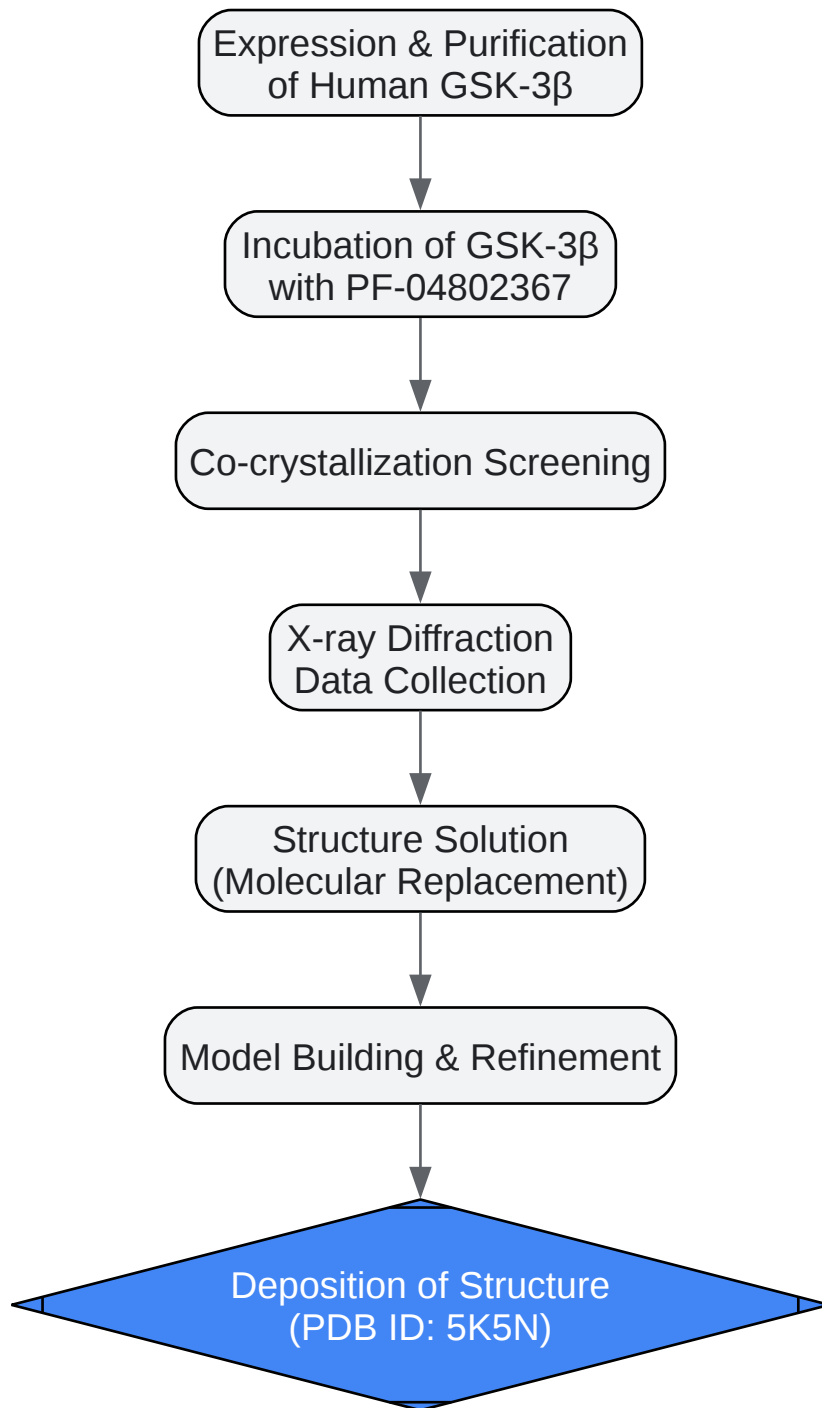 Expression & Purification
of Human GSK-3β
Incubation of GSK-3β
with PF-04802367
Co-crystallization Screening
X-ray Diffraction
Data Collection
Structure Solution
(Molecular Replacement)
Model Building & Refinement
Deposition of Structure
(PDB ID: 5K5N)